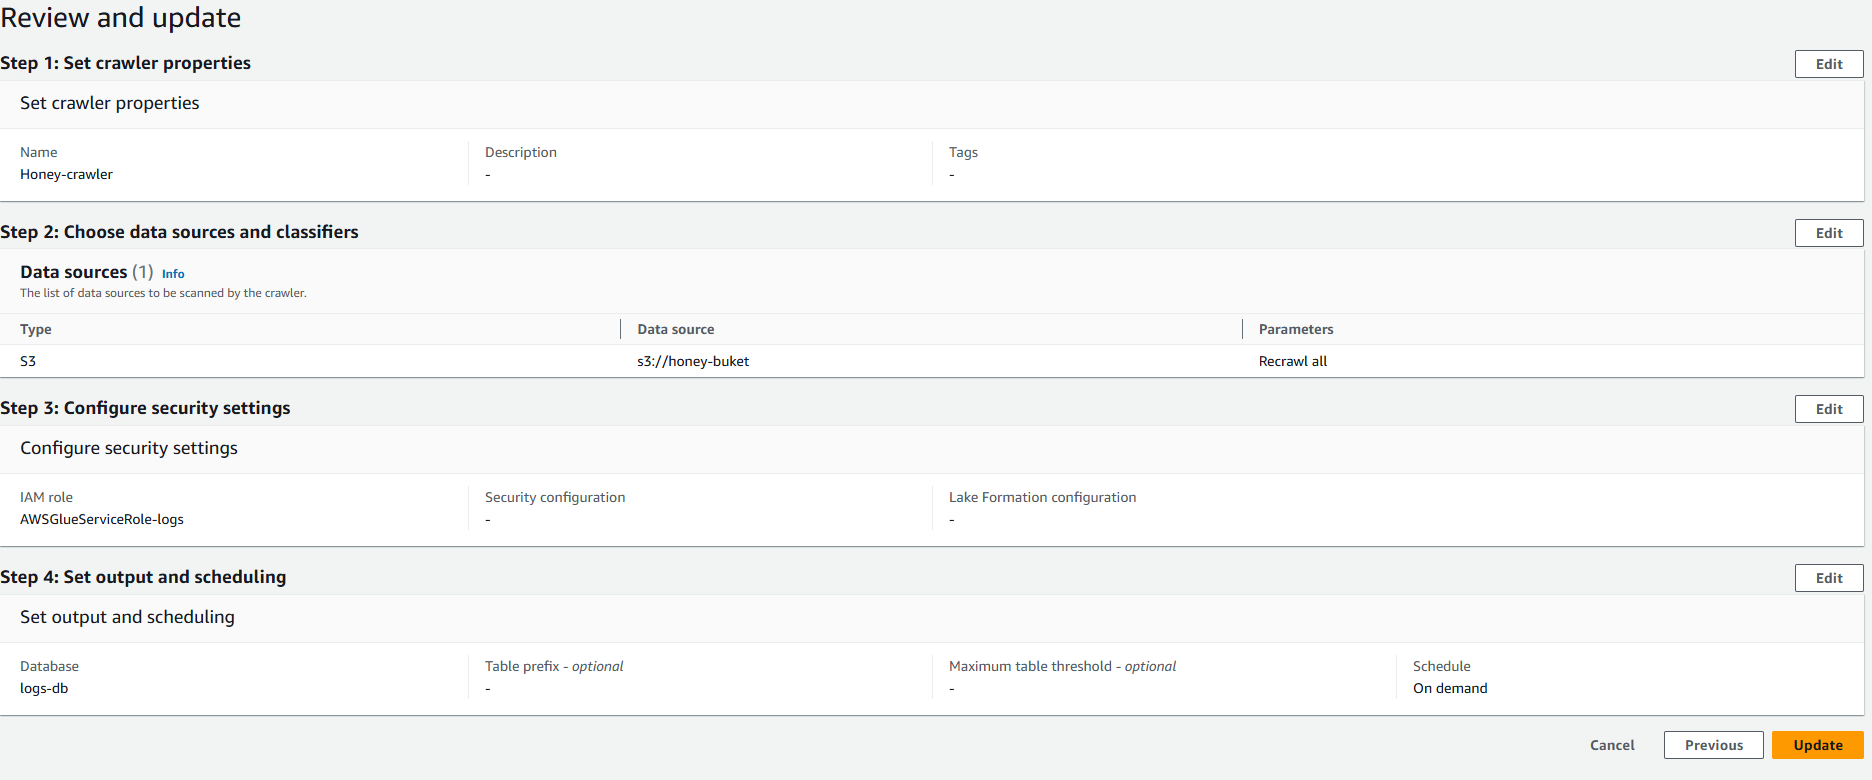 Review and update
Step 1: Set crawler properties
Edit
Set crawler properties
Name
Description
Tags
Honey-crawler
-
-
Step 2: Choose data sources and classifiers
Edit
Data sources (1) Info
The list of data sources to be scanned by the crawler.
Type
Data source
Parameters
S3
s3://honey-buket
Recrawl all
Step 3: Configure security settings
Edit
Configure security settings
IAM role
Security configuration
Lake Formation configuration
AWSGlueServiceRole-logs
-
-
Step 4: Set output and scheduling
Edit
Set output and scheduling
Database
Table prefix - optional
Maximum table threshold - optional
Schedule
logs-db
-
-
On demand
Cancel
Previous
Update